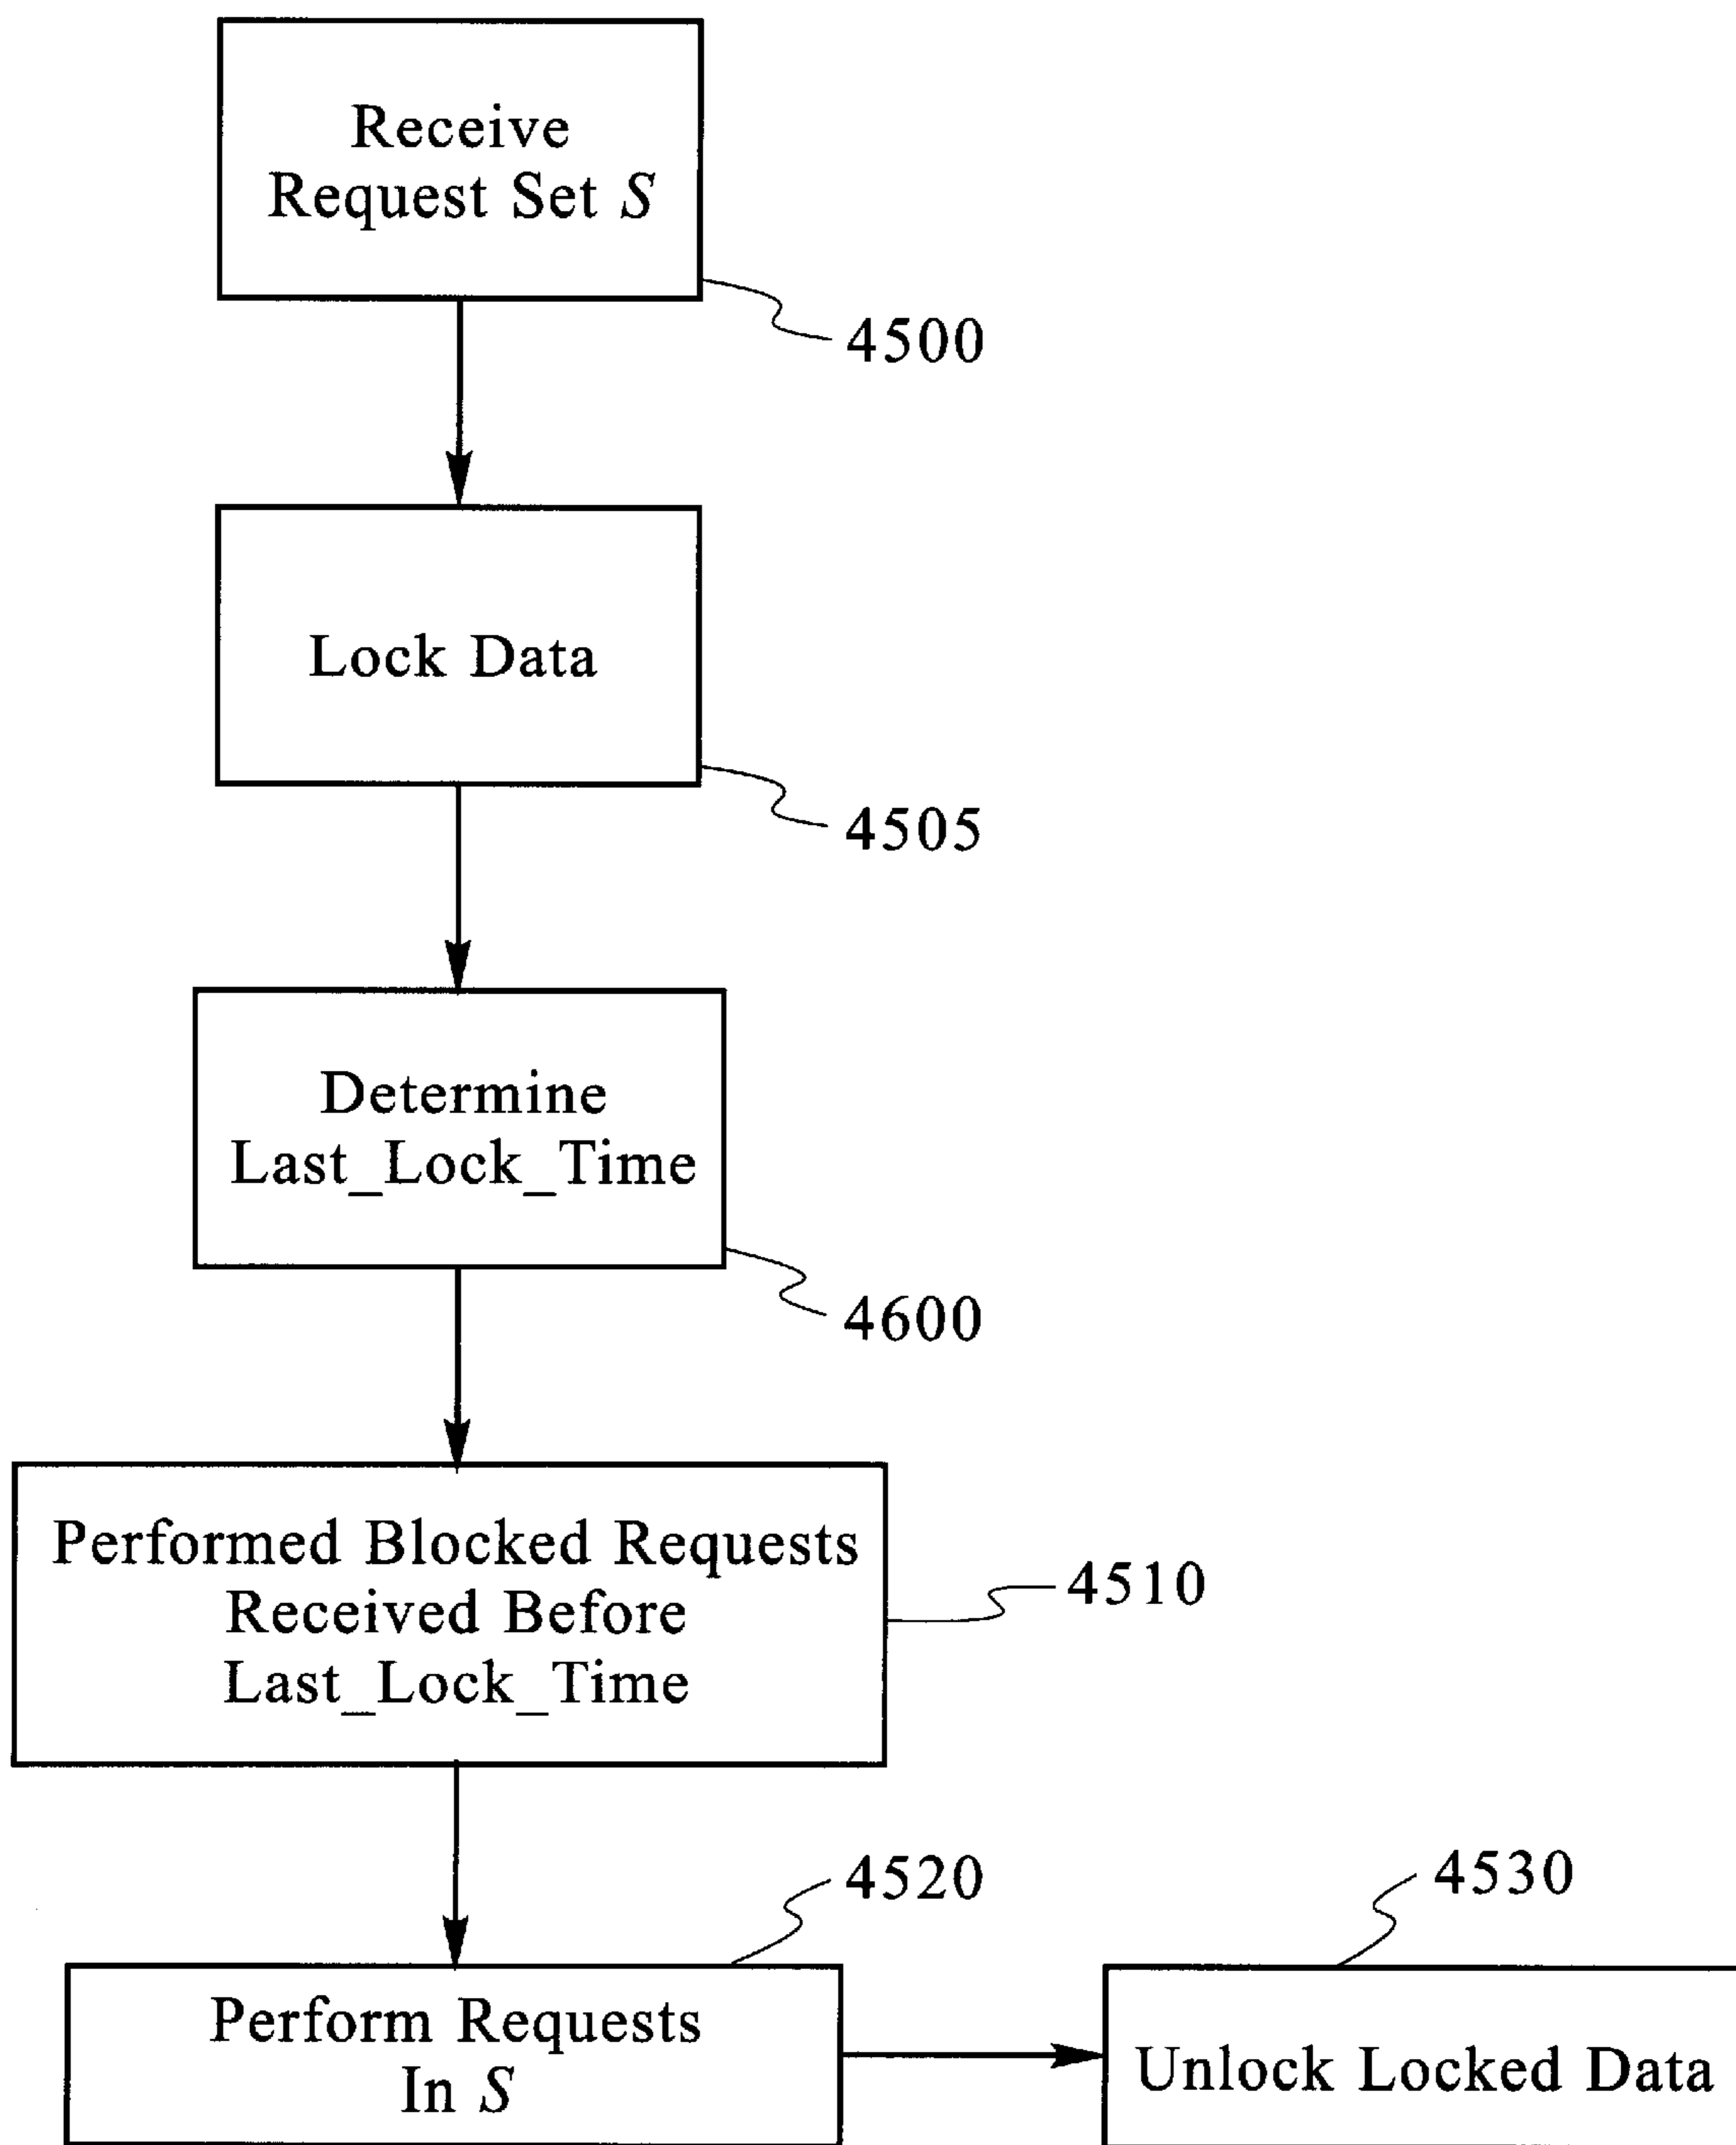 Receive
Request Set S
4500
Lock Data
4505
Determine
Last_Lock_Time
4600
Performed Blocked Requests
Received Before
Last_Lock_Time
4510
4520
4530
Perform Requests
In S
Unlock Locked Data